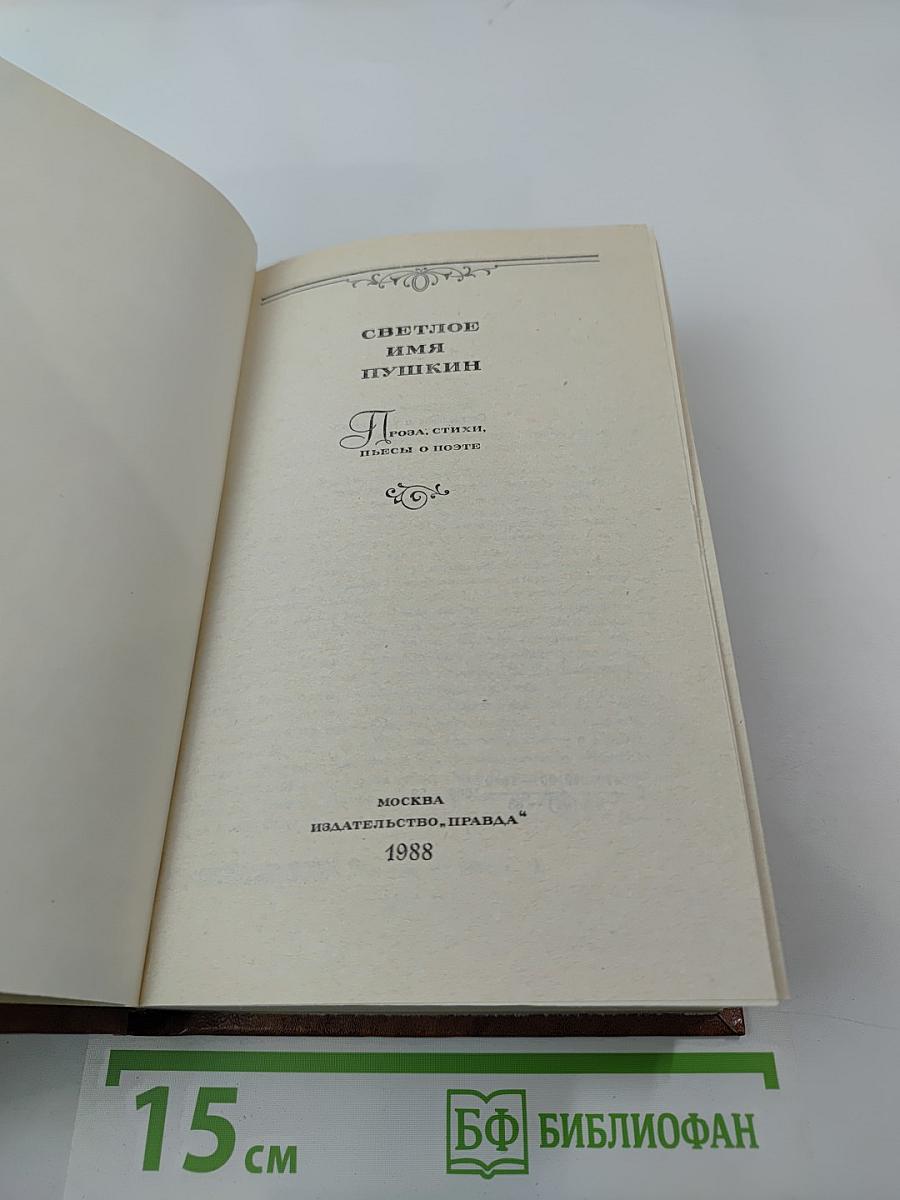 СВЕТЛОЕ
ИМЯ
ПУШКИН
ПРОЗА, СТИХИ,
ПЬЕСЫ О ПОЭТЕ
МОСКВА
ИЗДАТЕЛЬСТВО „ПРАВДА“
1988
15 см
БФ БИБЛИОФАН